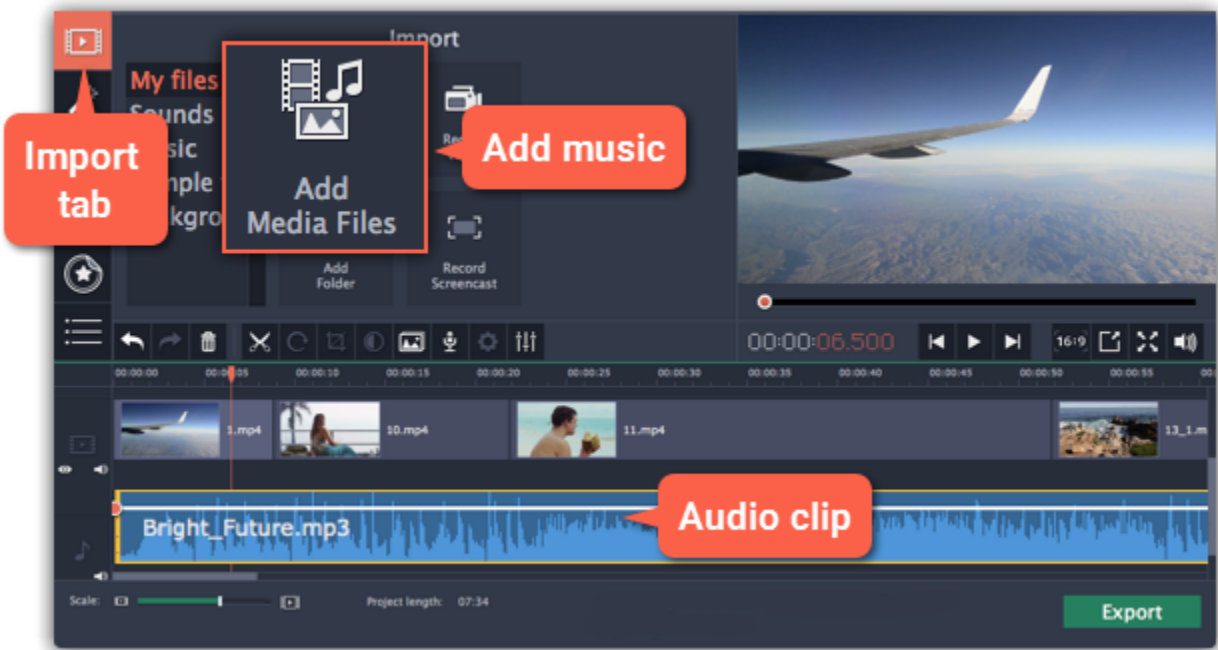 Import
My files
Sounds
sic
mple
kgro
Import
tab
Add
Media Files
Add music
Add
Folder
Record
Screencast
00:00:06.500
16:9
00:00:00
00:00:05
00:00:10
00:00:15
00:00:20
00:00:25
00:00:30
00:00:35
00:00:40
00:00:45
00:00:50
00:00:55
1.mp4
10.mp4
11.mp4
13_1.m
Bright_Future.mp3
Audio clip
Scale:
Project length: 07:34
Export